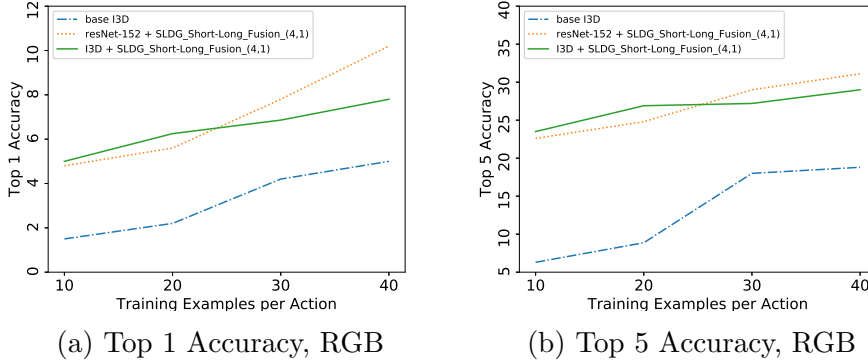 base I3D
resNet-152 + SLDG_Short-Long_Fusion_(4,1)
I3D + SLDG_Short-Long_Fusion_(4,1)
Top 1 Accuracy
12
10
8
6
4
2
0
10 20 30 40
Training Examples per Action
(a) Top 1 Accuracy, RGB
base I3D
resNet-152 + SLDG_Short-Long_Fusion_(4,1)
I3D + SLDG_Short-Long_Fusion_(4,1)
Top 5 Accuracy
40
35
30
25
20
15
10
5
10 20 30 40
Training Examples per Action
(b) Top 5 Accuracy, RGB